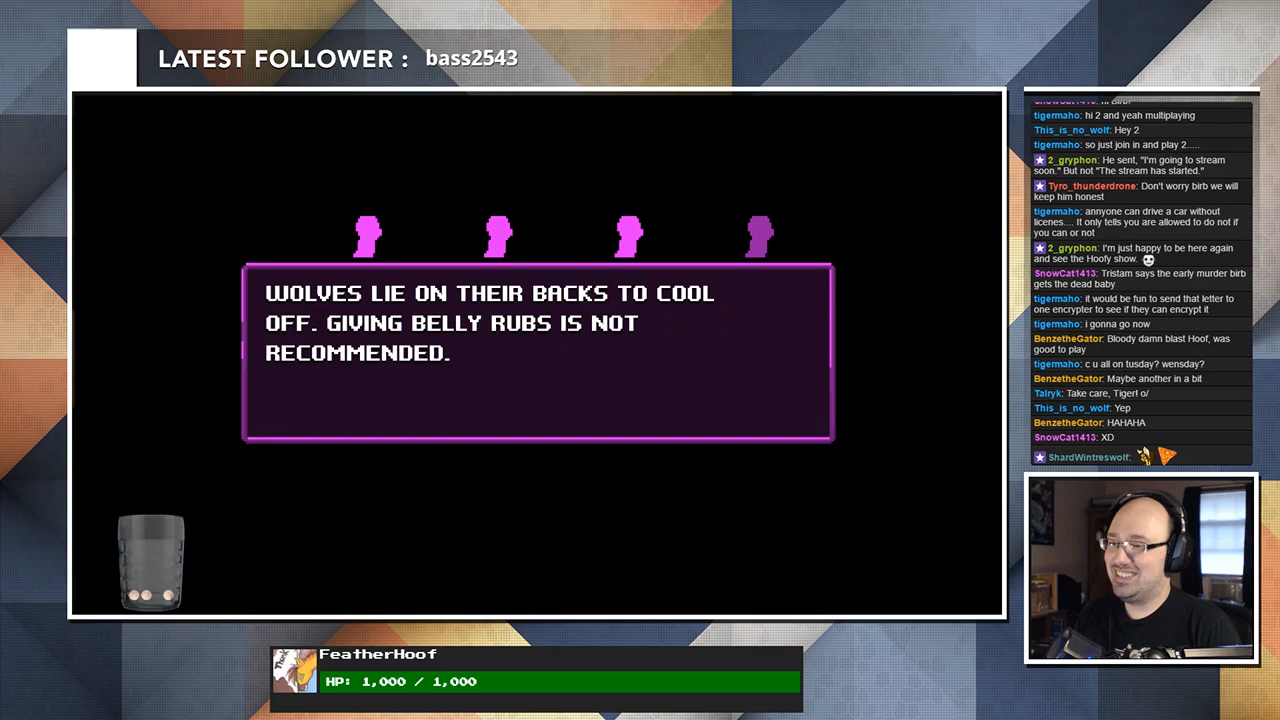 LATEST FOLLOWER : bass2543
WOLVES LIE ON THEIR BACKS TO COOL
OFF. GIVING BELLY RUBS IS NOT
RECOMMENDED.
tigermaho: hi 2 and yeah multiplaying
This_is_no_wolf: Hey 2
tigermaho: so just join in and play 2.....
2_gryphon: He sent, "I'm going to stream
soon." But not "The stream has started."
Tyro_thunderdrone: Don't worry birb we will
keep him honest
tigermaho: annyone can drive a car without
licenes.... It only tells you are allowed to do not if
you can or not
2_gryphon: I'm just happy to be here again
and see the Hoofy show.
SnowCat1413: Tristam says the early murder birb
gets the dead baby
tigermaho: it would be fun to send that letter to
one encrypter to see if they can encrypt it
tigermaho: i gonna go now
BenzetheGator: Bloody damn blast Hoof, was
good to play
tigermaho: c u all on tusday? wensday?
BenzetheGator: Maybe another in a bit
Talryk: Take care, Tiger! o/
This_is_no_wolf: Yep
BenzetheGator: HAHAHA
SnowCat1413: XD
ShardWintreswolf:
FeatherHoof
HP: 1,000 / 1,000